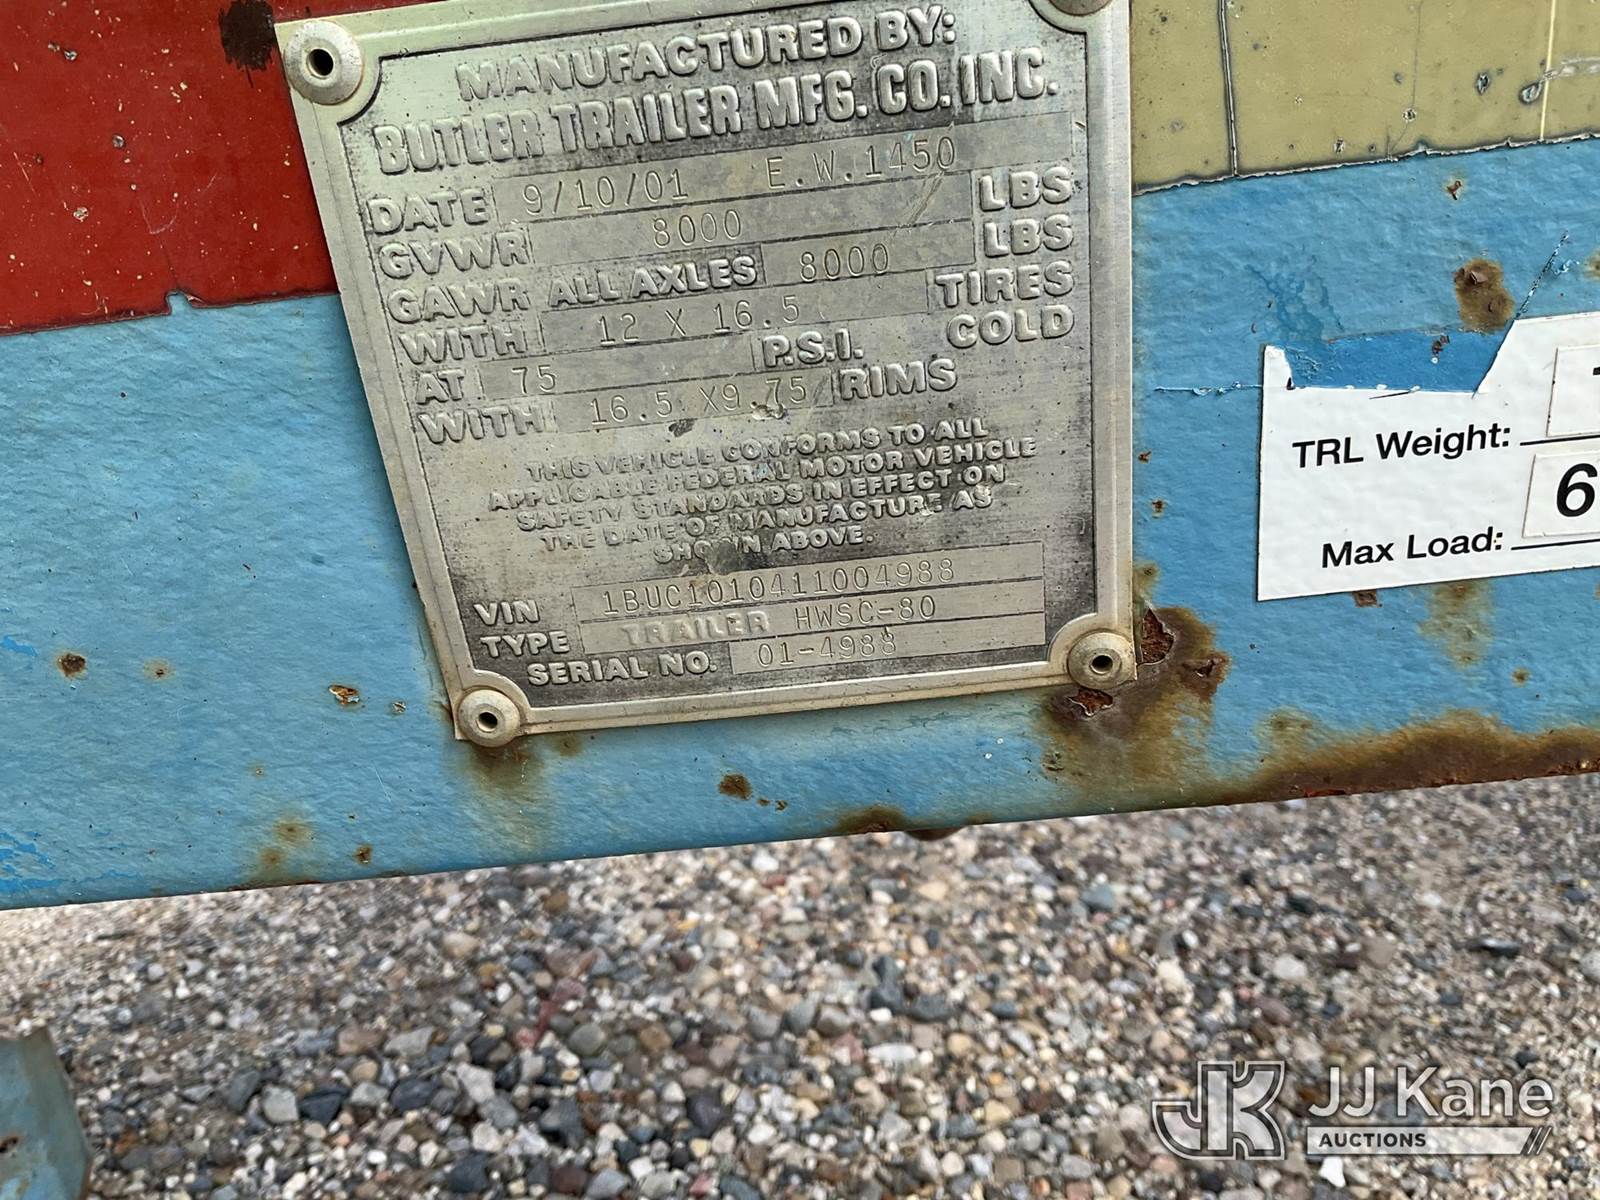 MANUFACTURED BY:
BUTLER TRAILER MFG. CO. INC.
DATE 9/10/01 E.W. 1450
GVWR 8000 LBS
GAWR ALL AXLES 8000 LBS
WITH 12 X 16.5 TIRES
AT 75 P.S.I. COLD
WITH 16.5 X9.75 RIMS
THIS VEHICLE CONFORMS TO ALL
APPLICABLE FEDERAL MOTOR VEHICLE
SAFETY STANDARDS IN EFFECT ON
THE DATE OF MANUFACTURE AS
SHOWN ABOVE.
VIN 1BUC1010411004988
TYPE TRAILER HWSC-80
SERIAL NO. 01-4988
TRL Weight:
Max Load: 6
JK JJ Kane
AUCTIONS